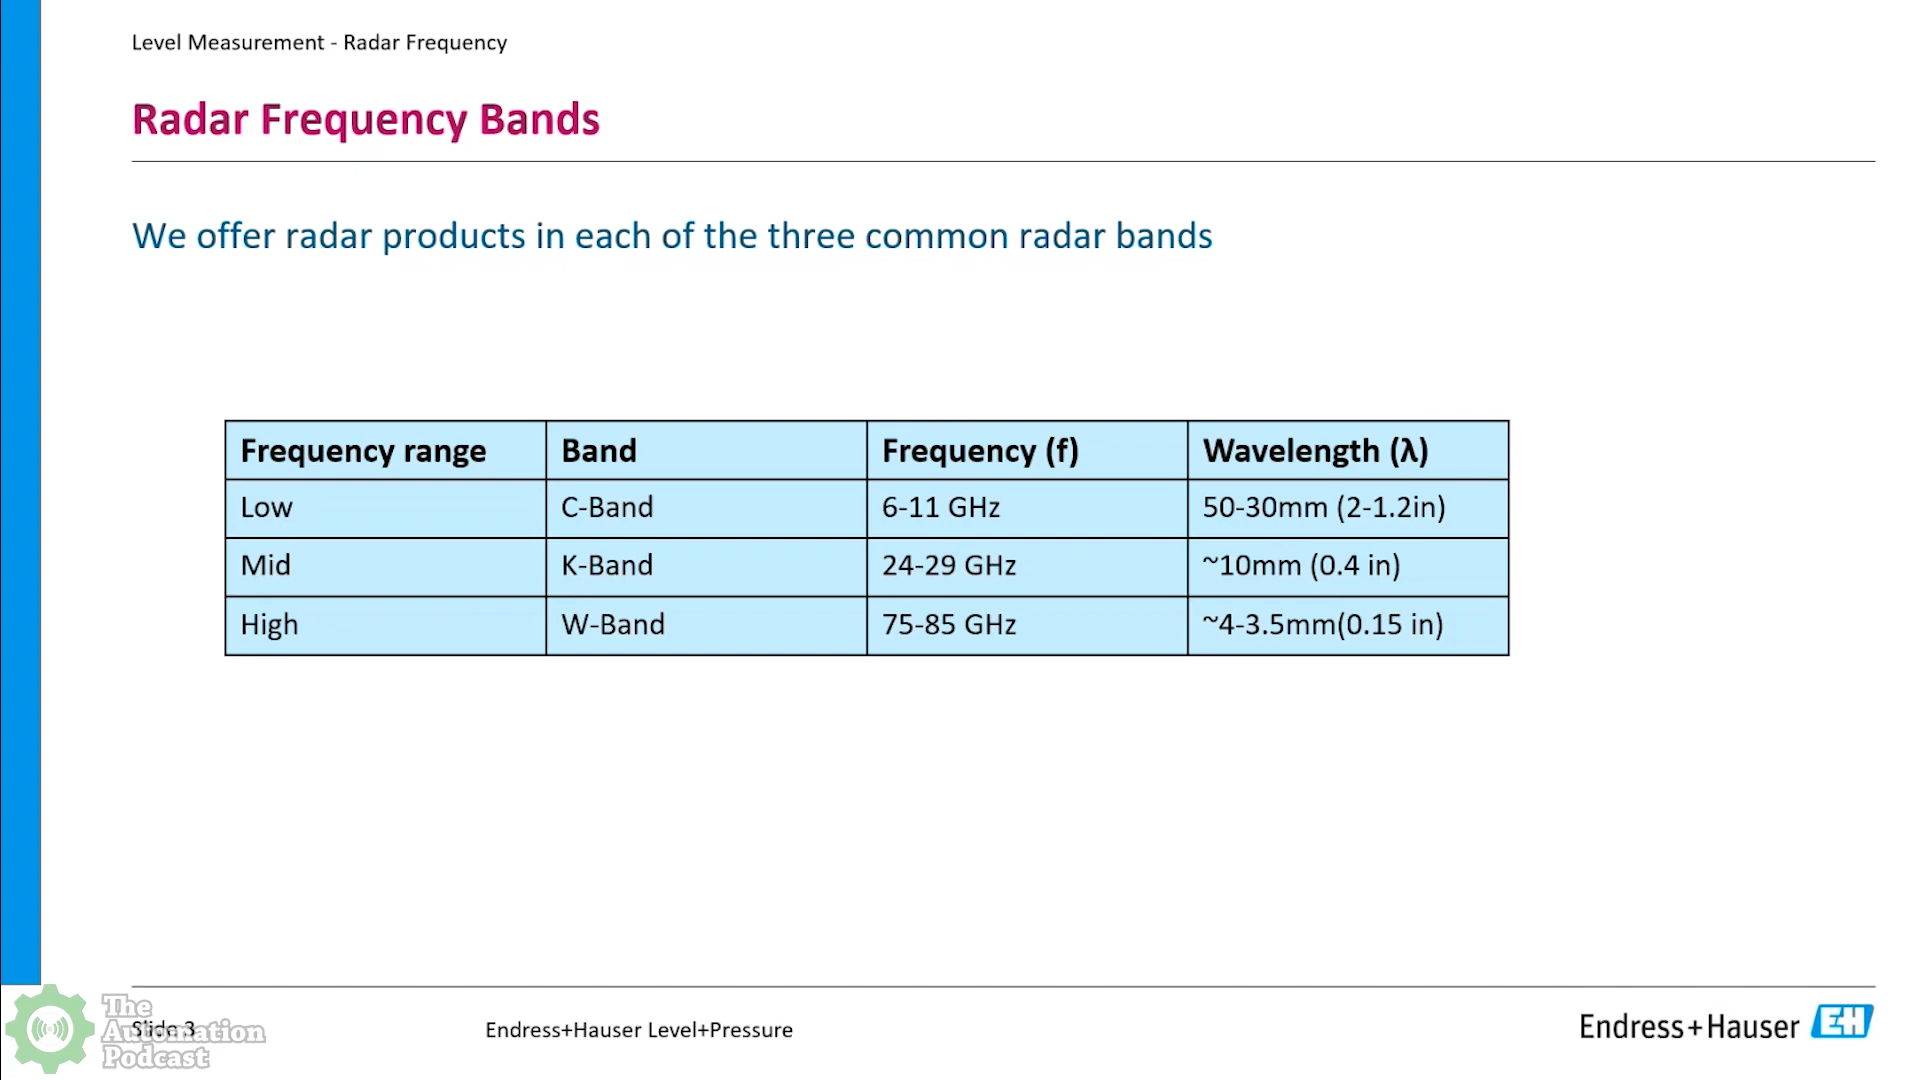 Level Measurement - Radar Frequency
Radar Frequency Bands
We offer radar products in each of the three common radar bands
Frequency range Band Frequency (f) Wavelength (λ)
Low C-Band 6-11 GHz 50-30mm (2-1.2in)
Mid K-Band 24-29 GHz ~10mm (0.4 in)
High W-Band 75-85 GHz ~4-3.5mm(0.15 in)
The
Automation
Podcast
Slide 3
Endress+Hauser Level+Pressure
Endress+Hauser EH